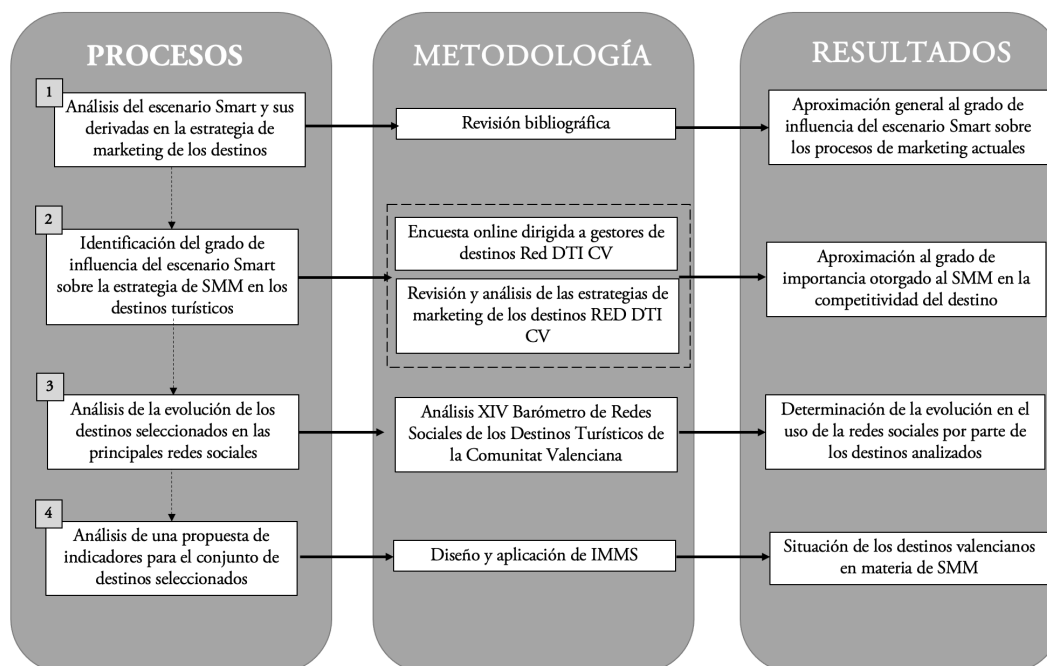 PROCESOS
METODOLOGÍA
RESULTADOS
1
Análisis del escenario Smart y sus
derivadas en la estrategia de
marketing de los destinos
Revisión bibliográfica
Aproximación general al grado de
influencia del escenario Smart sobre
los procesos de marketing actuales
2
Identificación del grado de
influencia del escenario Smart
sobre la estrategia de SMM en los
destinos turísticos
Encuesta online dirigida a gestores de
destinos Red DTI CV
Revisión y análisis de las estrategias de
marketing de los destinos RED DTI
CV
Aproximación al grado de
importancia otorgado al SMM en la
competitividad del destino
3
Análisis de la evolución de los
destinos seleccionados en las
principales redes sociales
Análisis XIV Barómetro de Redes
Sociales de los Destinos Turísticos de
la Comunitat Valenciana
Determinación de la evolución en el
uso de la redes sociales por parte de
los destinos analizados
4
Análisis de una propuesta de
indicadores para el conjunto de
destinos seleccionados
Diseño y aplicación de IMMS
Situación de los destinos valencianos
en materia de SMM